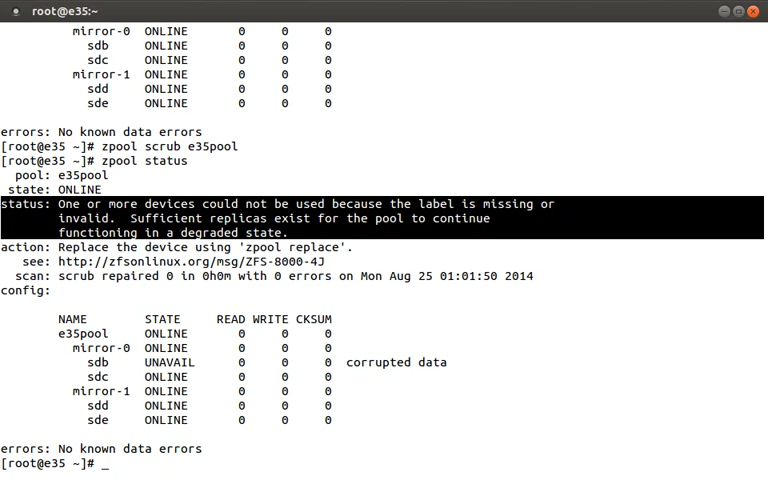 root@e35:~
mirror-0 ONLINE 0 0 0
sdb ONLINE 0 0 0
sdc ONLINE 0 0 0
mirror-1 ONLINE 0 0 0
sdd ONLINE 0 0 0
sde ONLINE 0 0 0
errors: No known data errors
[root@e35 ~]# zpool scrub e35pool
[root@e35 ~]# zpool status
pool: e35pool
state: ONLINE
status: One or more devices could not be used because the label is missing or
invalid.  Sufficient replicas exist for the pool to continue
functioning in a degraded state.
action: Replace the device using 'zpool replace'.
see: http://zfsonlinux.org/msg/ZFS-8000-4J
scan: scrub repaired 0 in 0h0m with 0 errors on Mon Aug 25 01:01:50 2014
config:
NAME STATE READ WRITE CKSUM
e35pool ONLINE 0 0 0
mirror-0 ONLINE 0 0 0
sdb UNAVAIL 0 0 0 corrupted data
sdc ONLINE 0 0 0
mirror-1 ONLINE 0 0 0
sdd ONLINE 0 0 0
sde ONLINE 0 0 0
errors: No known data errors
[root@e35 ~]# _